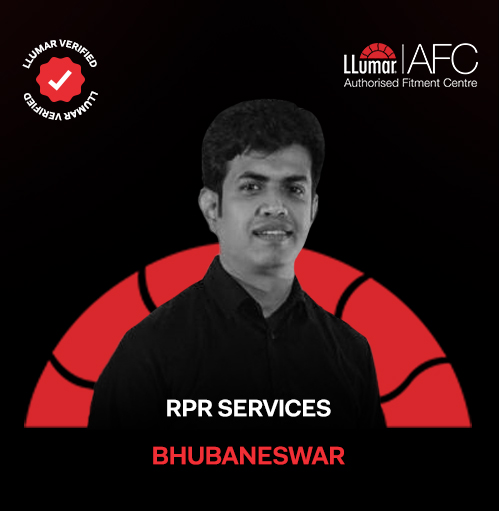 LLUMAR VERIFIED
LLUMAR VERIFIED
LLumar AFC
Authorised Fitment Centre
RPR SERVICES
BHUBANESWAR